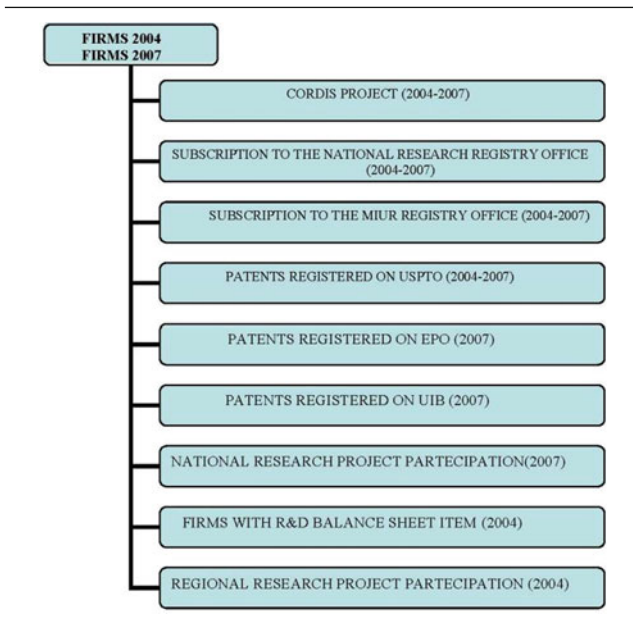 FIRMS 2004
FIRMS 2007
CORDIS PROJECT (2004-2007)
SUBSCRIPTION TO THE NATIONAL RESEARCH REGISTRY OFFICE
(2004-2007)
SUBSCRIPTION TO THE MIUR REGISTRY OFFICE (2004-2007)
PATENTS REGISTERED ON USPTO (2004-2007)
PATENTS REGISTERED ON EPO (2007)
PATENTS REGISTERED ON UIB (2007)
NATIONAL RESEARCH PROJECT PARTECIPATION(2007)
FIRMS WITH R&D BALANCE SHEET ITEM (2004)
REGIONAL RESEARCH PROJECT PARTECIPATION (2004)